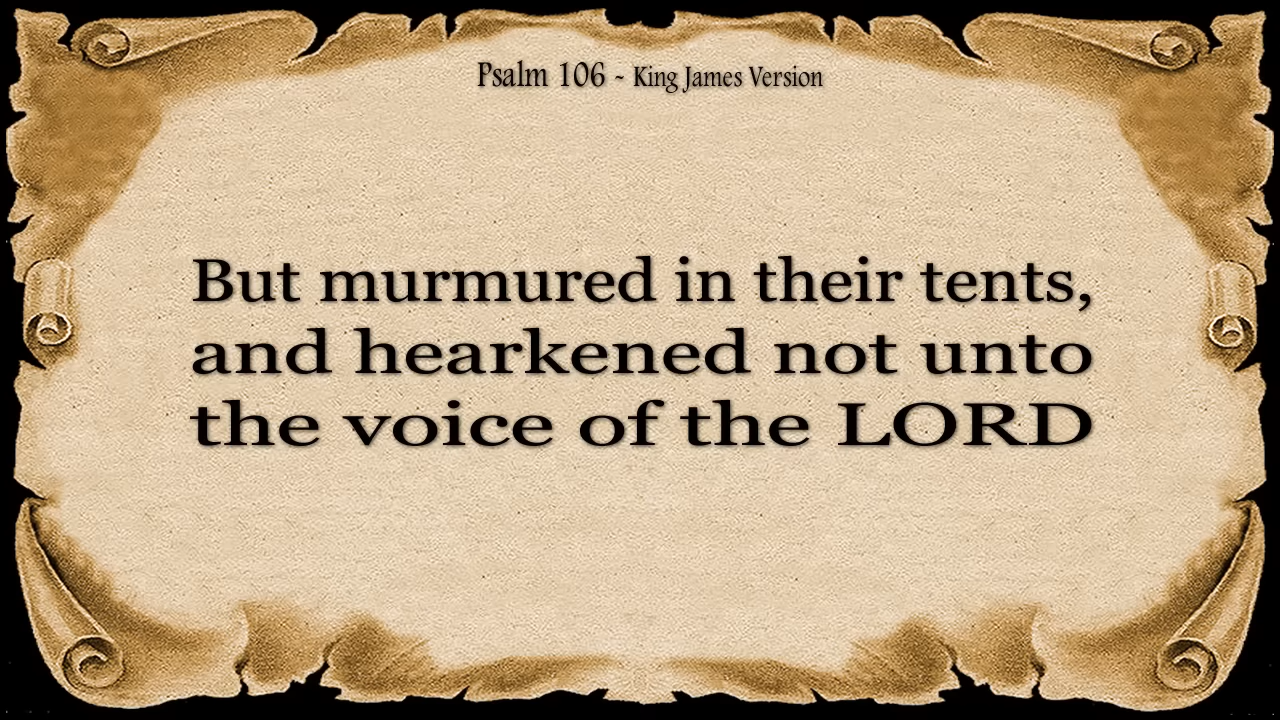 Psalm 106 - King James Version
But murmured in their tents,
and hearkened not unto
the voice of the LORD